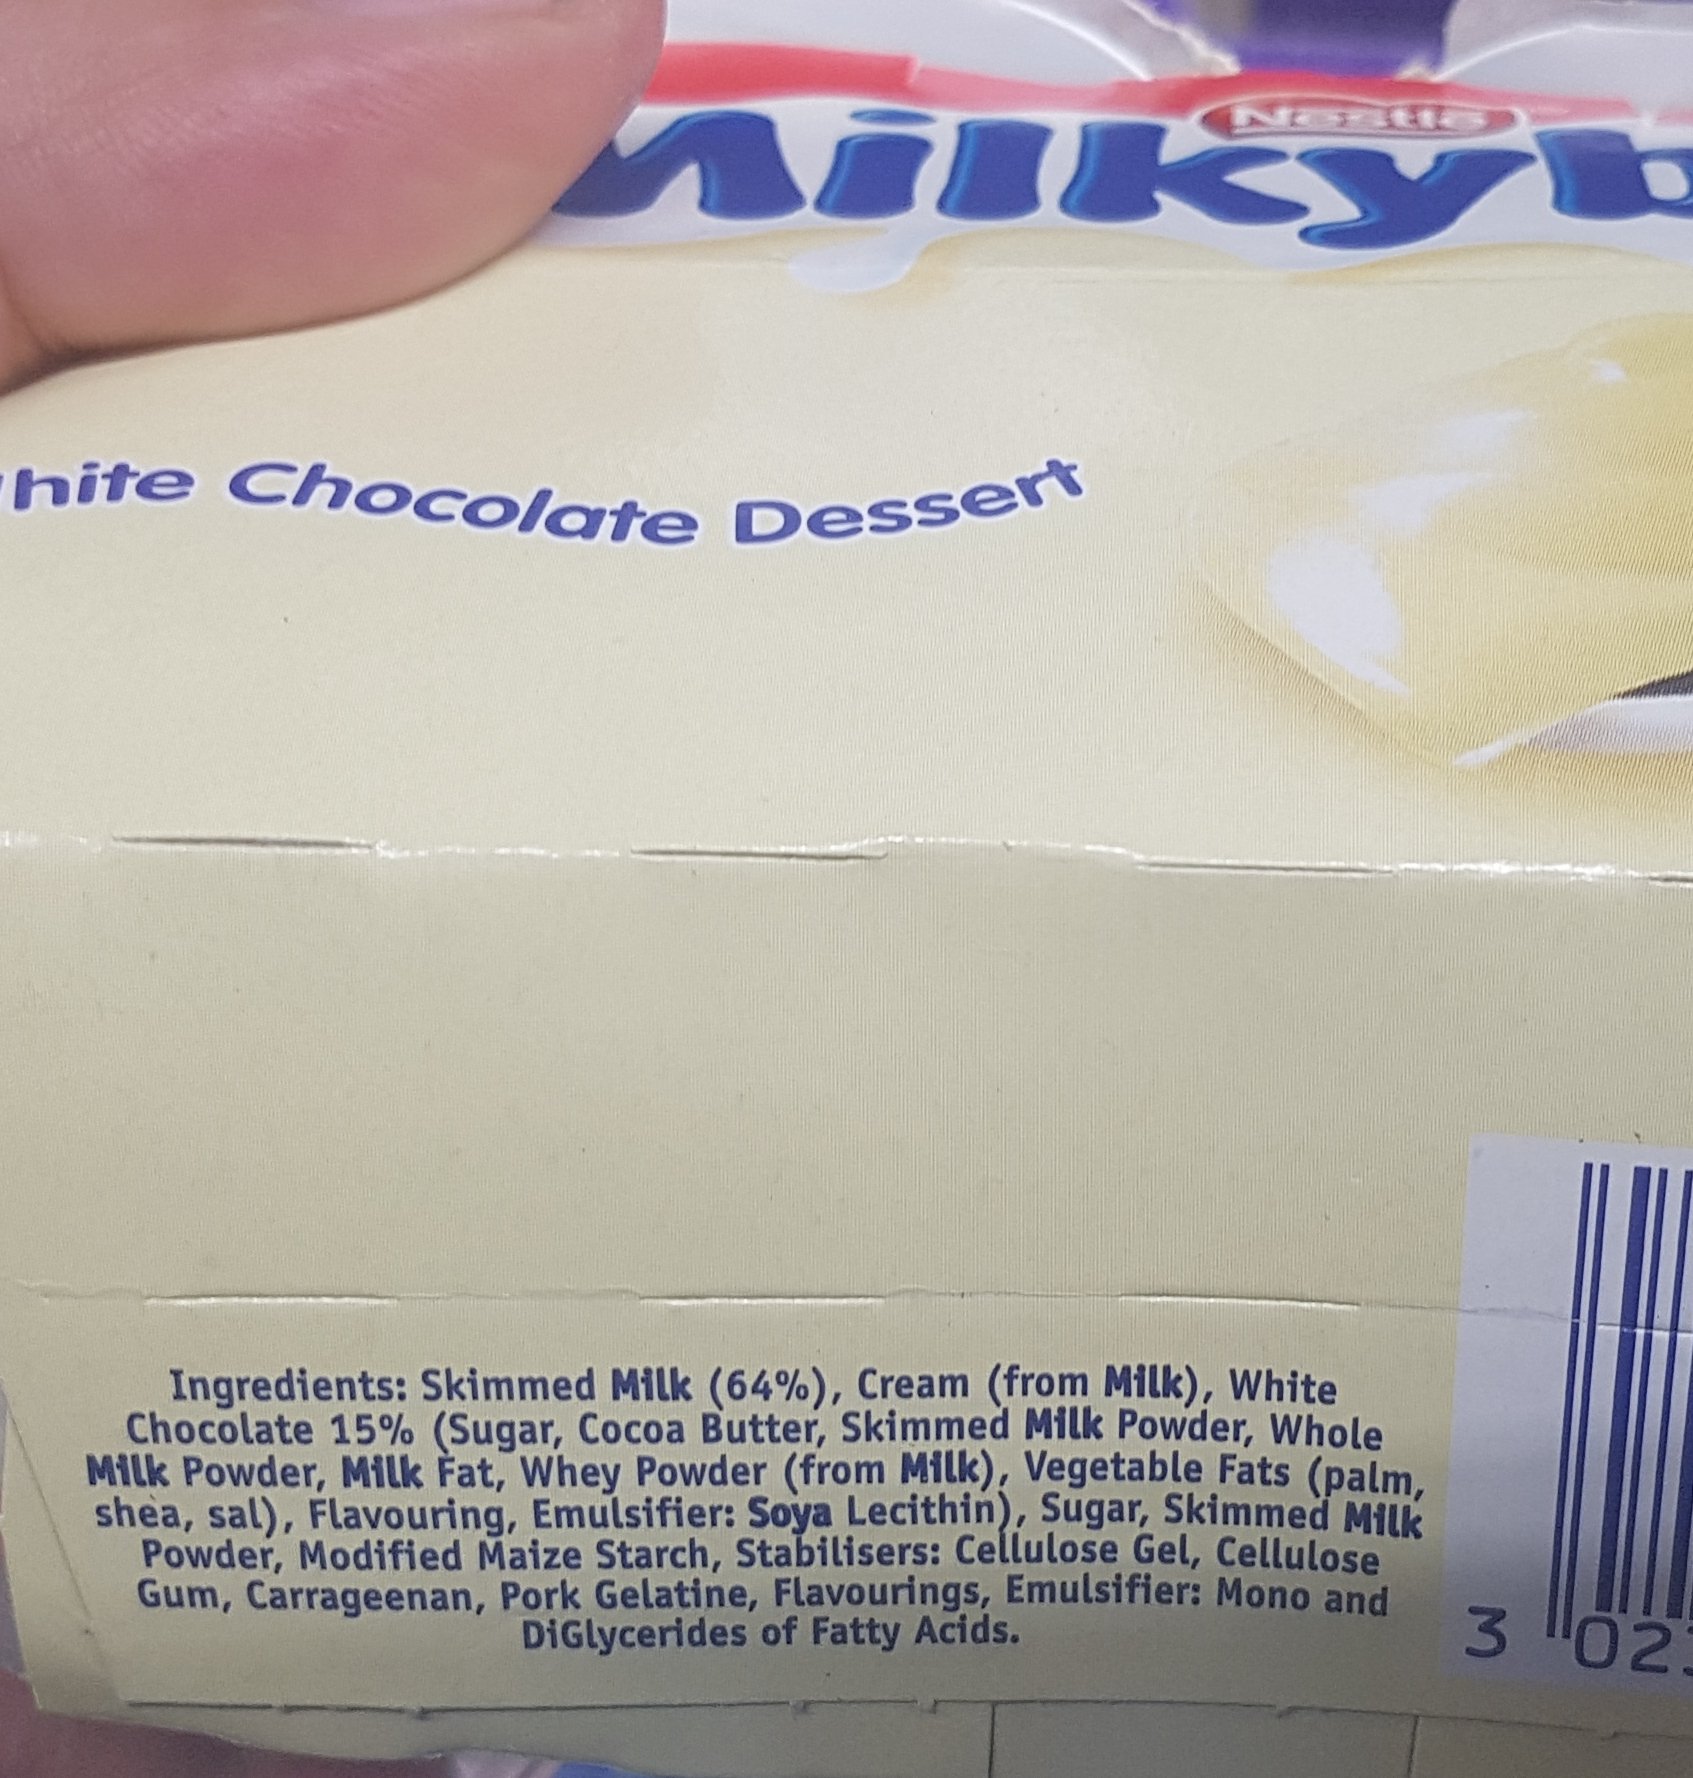 Nestlé
Milkyb
hite Chocolate Dessert
Ingredients: Skimmed Milk (64%), Cream (from Milk), White
Chocolate 15% (Sugar, Cocoa Butter, Skimmed Milk Powder, Whole
Milk Powder, Milk Fat, Whey Powder (from Milk), Vegetable Fats (palm,
shea, sal), Flavouring, Emulsifier: Soya Lecithin), Sugar, Skimmed Milk
Powder, Modified Maize Starch, Stabilisers: Cellulose Gel, Cellulose
Gum, Carrageenan, Pork Gelatine, Flavourings, Emulsifier: Mono and
DiGlycerides of Fatty Acids.
3 02